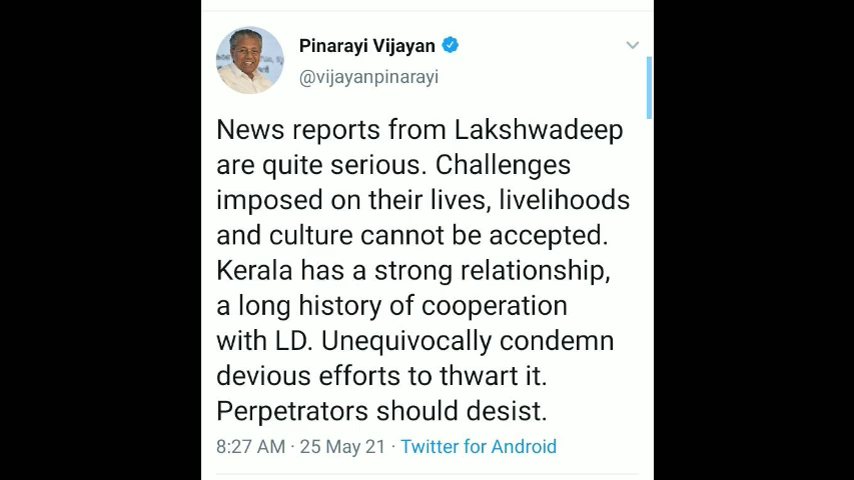 Pinarayi Vijayan
@vijayanpinarayi
News reports from Lakshwadeep
are quite serious. Challenges
imposed on their lives, livelihoods
and culture cannot be accepted.
Kerala has a strong relationship,
a long history of cooperation
with LD. Unequivocally condemn
devious efforts to thwart it.
Perpetrators should desist.
8:27 AM · 25 May 21 · Twitter for Android